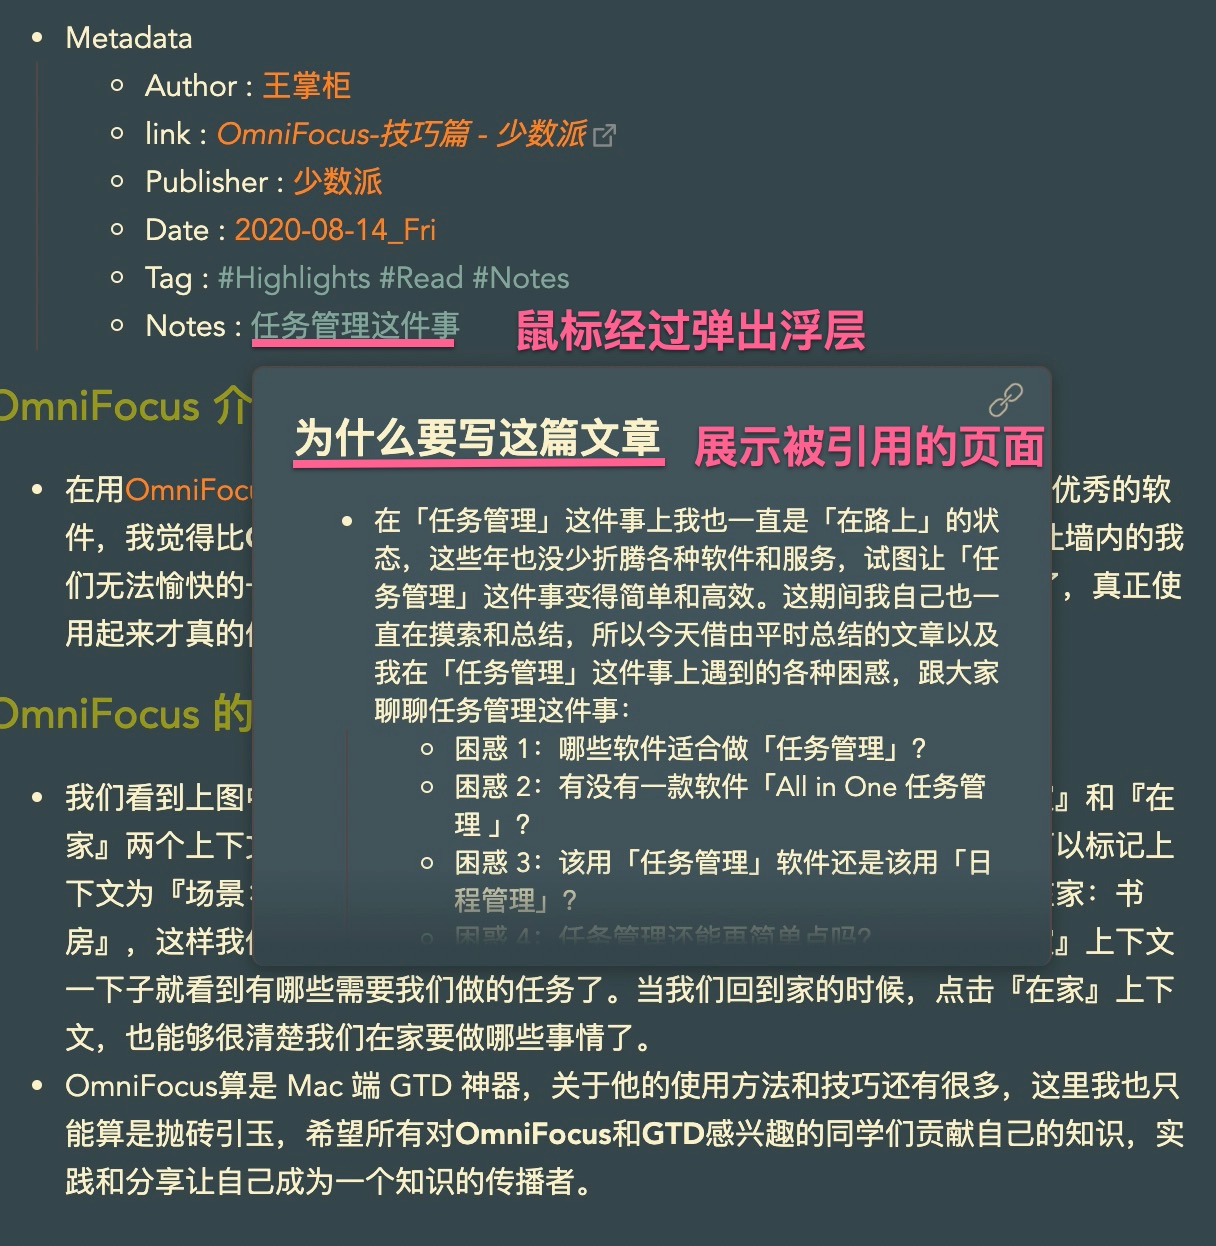 Metadata
Author : 王掌柜
link : OmniFocus-技巧篇 - 少数派
Publisher : 少数派
Date : 2020-08-14_Fri
Tag : #Highlights #Read #Notes
Notes : 任务管理这件事
鼠标经过弹出浮层
OmniFocus 介
为什么要写这篇文章
展示被引用的页面
在「任务管理」这件事上我也一直是「在路上」的状
态，这些年也没少折腾各种软件和服务，试图让「任
务管理」这件事变得简单和高效。这期间我自己也一
直在摸索和总结，所以今天借由平时总结的文章以及
我在「任务管理」这件事上遇到的各种困惑，跟大家
聊聊任务管理这件事：
困惑 1：哪些软件适合做「任务管理」？
困惑 2：有没有一款软件「All in One 任务管
理 」？
困惑 3：该用「任务管理」软件还是该用「日
程管理」？
困惑 4：任务管理还能再简单点吗？
在用OmniFocu 优秀的软
件，我觉得比 墙内的我
们无法愉快的 ，真正使
用起来才真的
OmniFocus 的
我们看到上图 』和『在
家』两个上下 以标记上
下文为『场景： 家：书
房』，这样我 』上下文
一下子就看到有哪些需要我们做的任务了。当我们回到家的时候，点击『在家』上下
文，也能够很清楚我们在家要做哪些事情了。
OmniFocus算是 Mac 端 GTD 神器，关于他的使用方法和技巧还有很多，这里我也只
能算是抛砖引玉，希望所有对OmniFocus和GTD感兴趣的同学们贡献自己的知识，实
践和分享让自己成为一个知识的传播者。